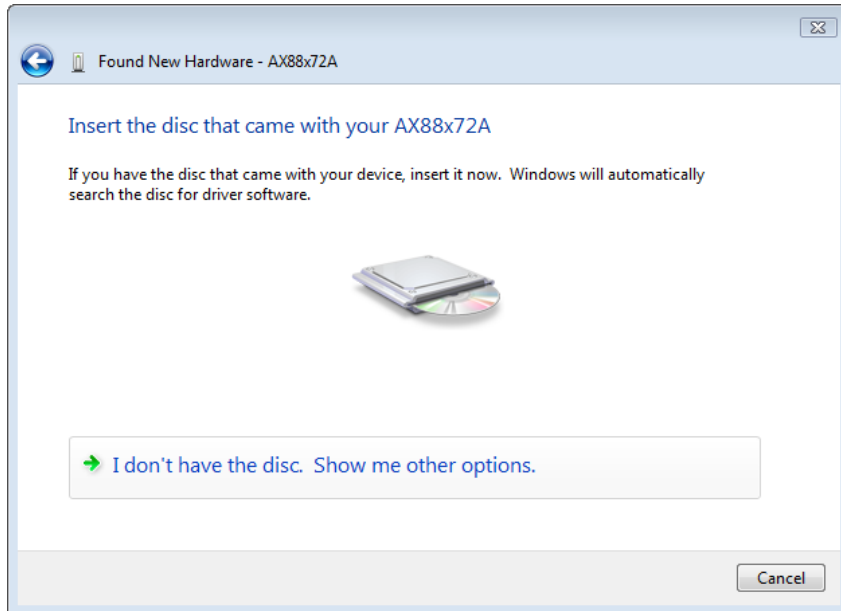 Found New Hardware - AX88x72A
Insert the disc that came with your AX88x72A
If you have the disc that came with your device, insert it now.  Windows will automatically
search the disc for driver software.
I don't have the disc.  Show me other options.
Cancel